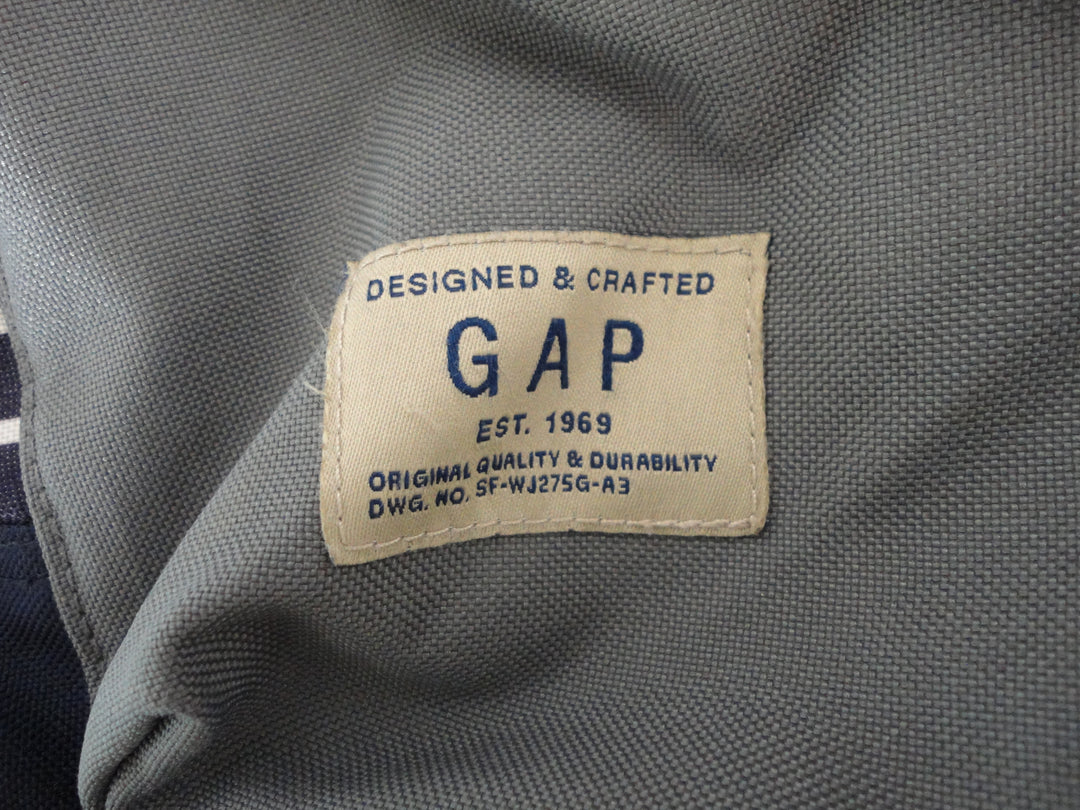 DESIGNED & CRAFTED
GAP
EST. 1969
ORIGINAL QUALITY & DURABILITY
DWG. NO. SF-WJ275G-A3